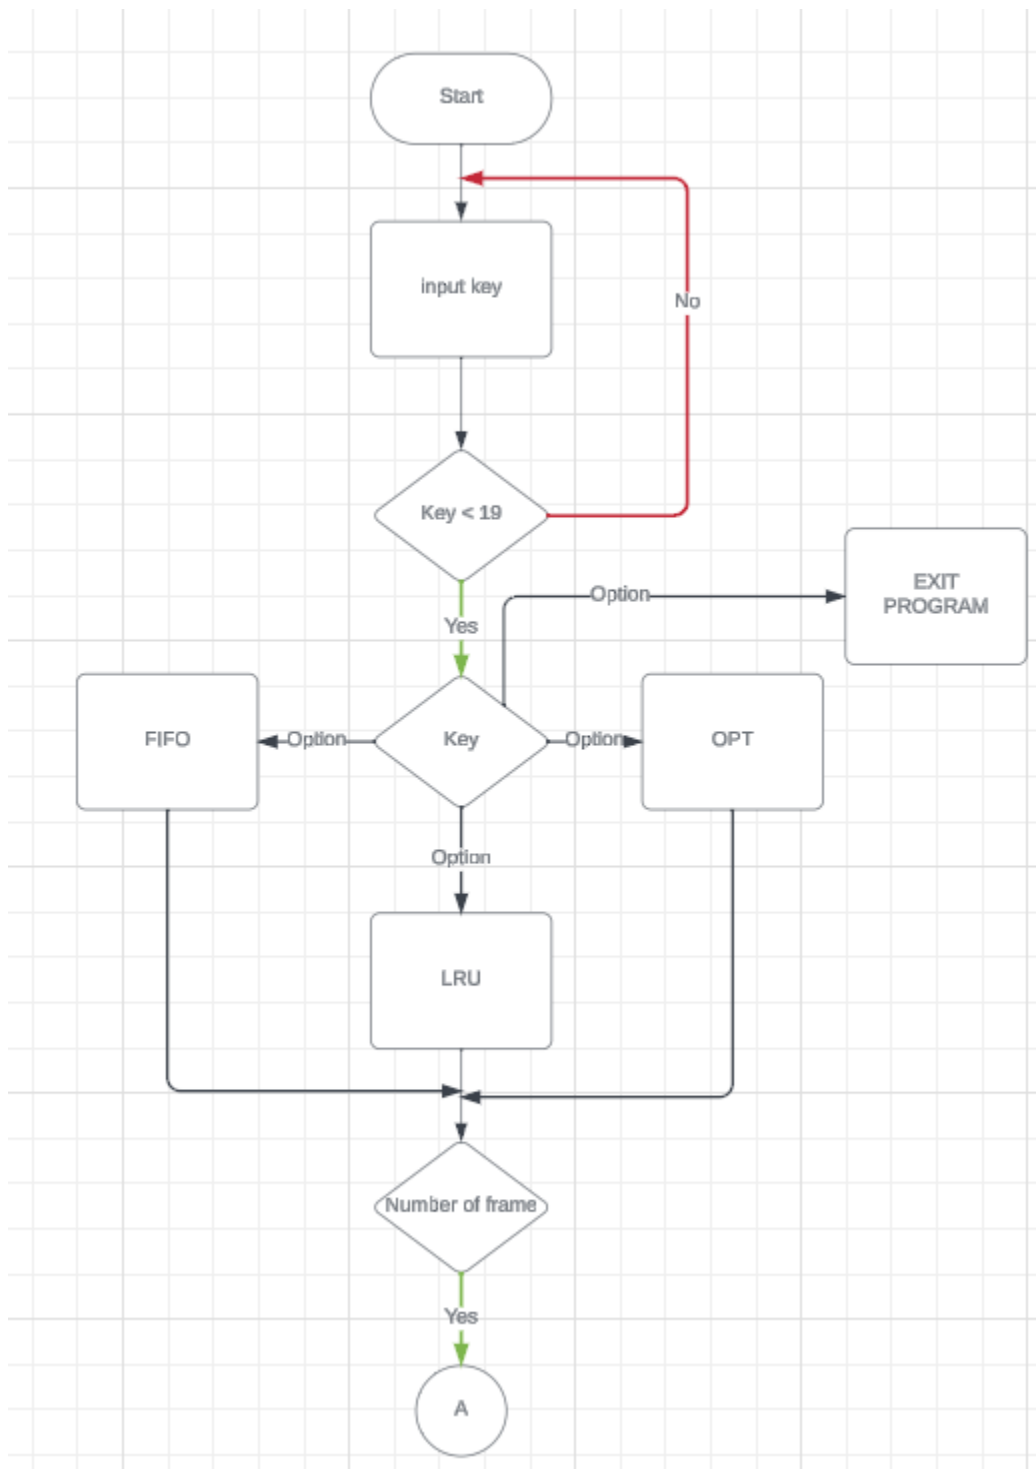 Start
input key
No
Key < 19
Yes
Option
EXIT
PROGRAM
FIFO
Option
Key
Option
OPT
Option
LRU
Number of frame
Yes
A